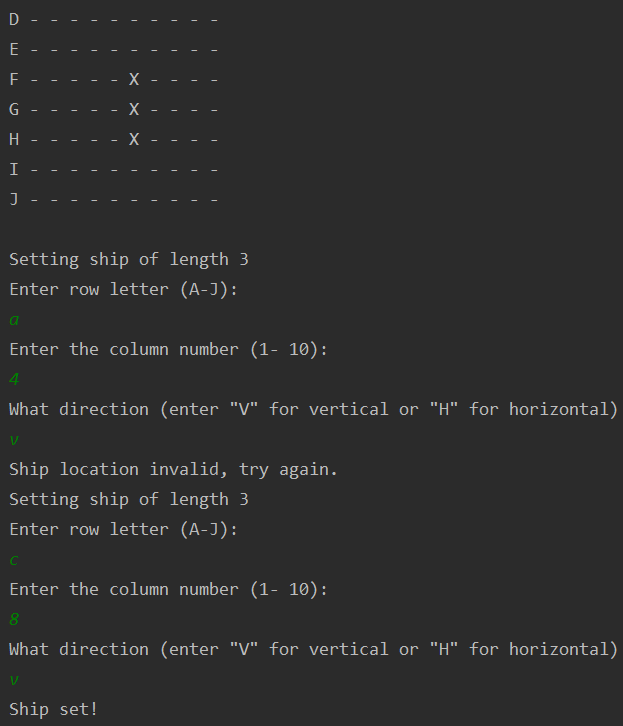 D - - - - - - - - - -
E - - - - - - - - - -
F - - - - - X - - - -
G - - - - - X - - - -
H - - - - - X - - - -
I - - - - - - - - - -
J - - - - - - - - - -
Setting ship of length 3
Enter row letter (A-J):
a
Enter the column number (1- 10):
4
What direction (enter "V" for vertical or "H" for horizontal)
v
Ship location invalid, try again.
Setting ship of length 3
Enter row letter (A-J):
c
Enter the column number (1- 10):
8
What direction (enter "V" for vertical or "H" for horizontal)
v
Ship set!